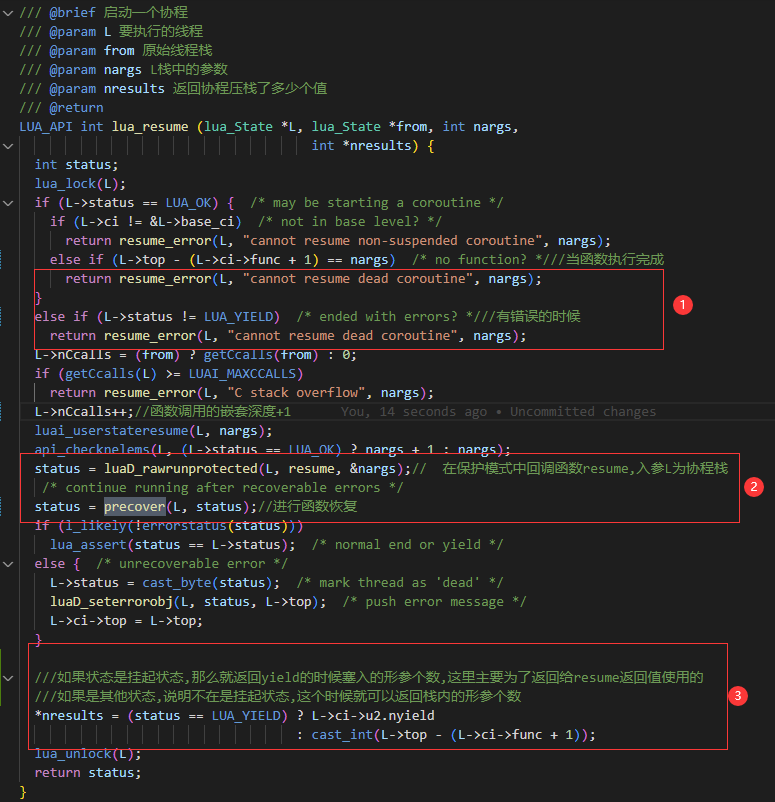 /// @brief 启动一个协程
/// @param L 要执行的线程
/// @param from 原始线程栈
/// @param nargs L栈中的参数
/// @param nresults 返回协程压栈了多少个值
/// @return
LUA_API int lua_resume (lua_State *L, lua_State *from, int nargs,
int *nresults) {
int status;
lua_lock(L);
if (L->status == LUA_OK) {  /* may be starting a coroutine */
if (L->ci != &L->base_ci)  /* not in base level? */
return resume_error(L, "cannot resume non-suspended coroutine", nargs);
else if (L->top - (L->ci->func + 1) == nargs)  /* no function? *///当函数执行完成
return resume_error(L, "cannot resume dead coroutine", nargs);
}
1
else if (L->status != LUA_YIELD)  /* ended with errors? *///有错误的时候
return resume_error(L, "cannot resume dead coroutine", nargs);
L->nCcalls = (from) ? getCcalls(from) : 0;
if (getCcalls(L) >= LUAI_MAXCCALLS)
return resume_error(L, "C stack overflow", nargs);
L->nCcalls++;//函数调用的嵌套深度+1      You, 14 seconds ago • Uncommitted changes
luai_userstateresume(L, nargs);
api_checknelems(L, (L->status == LUA_OK) ? nargs + 1 : nargs);
status = luaD_rawrunprotected(L, resume, &nargs);//  在保护模式中回调函数resume,入参L为协程栈
/* continue running after recoverable errors */
2
status = precover(L, status);//进行函数恢复
if (l_likely(!errorstatus(status)))
lua_assert(status == L->status);  /* normal end or yield */
else {  /* unrecoverable error */
L->status = cast_byte(status);  /* mark thread as 'dead' */
luaD_seterrorobj(L, status, L->top);  /* push error message */
L->ci->top = L->top;
}
///如果状态是挂起状态,那么就返回yield的时候塞入的形参个数,这里主要为了返回给resume返回值使用的
///如果是其他状态,说明不在是挂起状态,这个时候就可以返回栈内的形参个数
3
*nresults = (status == LUA_YIELD) ? L->ci->u2.nyield
: cast_int(L->top - (L->ci->func + 1));
lua_unlock(L);
return status;
}